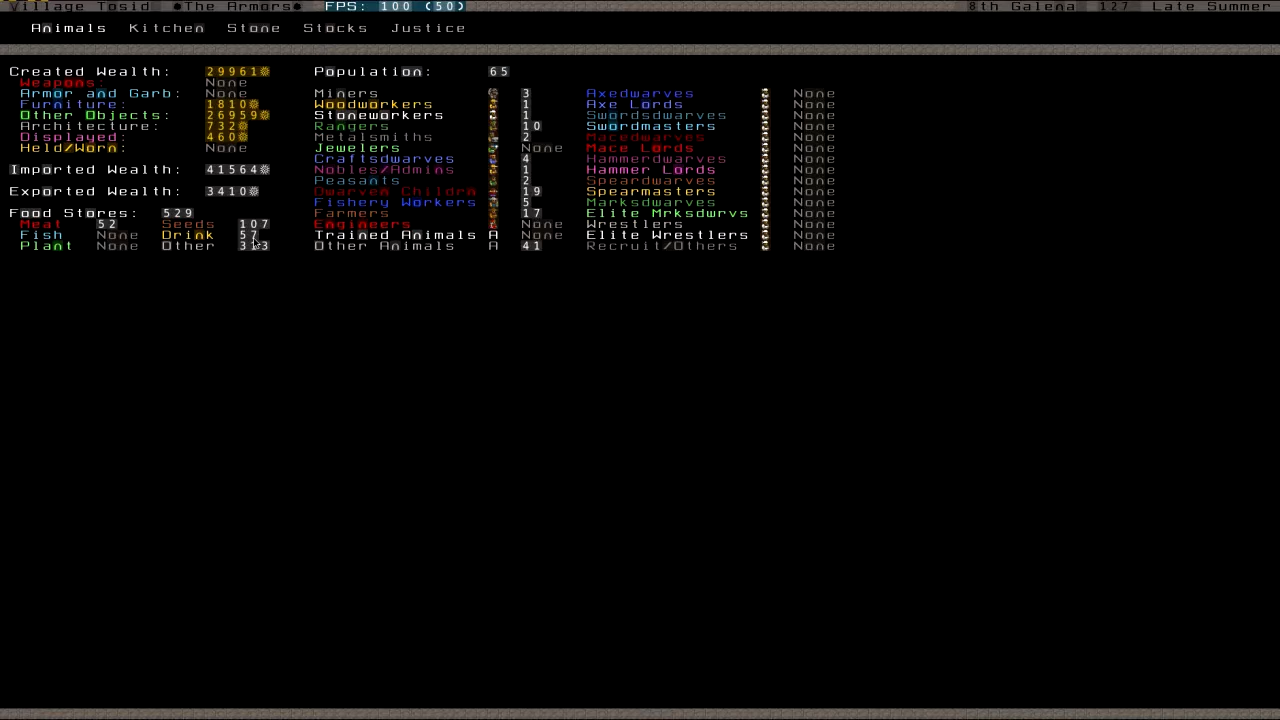 Village Tosid "The Armors" FPS: 100 (50) 8th Galena 127 Late Summer
Animals Kitchen Stone Stocks Justice
Created Wealth: 29961☼ Population: 65
Weapons: None
Armor and Garb: None Miners 3 Axedwarves None
Furniture: 1810☼ Woodworkers 1 Axe Lords None
Other Objects: 26959☼ Stoneworkers 1 Swordsdwarves None
Architecture: 732☼ Rangers 10 Swordmasters None
Displayed: 460☼ Metalsmiths 2 Macedwarves None
Held/Worn: None Jewelers None Mace Lords None
Craftsdwarves 4 Hammerdwarves None
Imported Wealth: 41564☼ Nobles/Admins 1 Hammer Lords None
Peasants 2 Speardwarves None
Exported Wealth: 3410☼ Dwarven Childrn 19 Spearmasters None
Fishery Workers 5 Marksdwarves None
Food Stores: 529 Farmers 17 Elite Mrksdwrvs None
Meat 52 Seeds 107 Engineers None Wrestlers None
Fish None Drink 57 Trained Animals A None Elite Wrestlers None
Plant None Other Other Animals A 41 Recruit/Others None